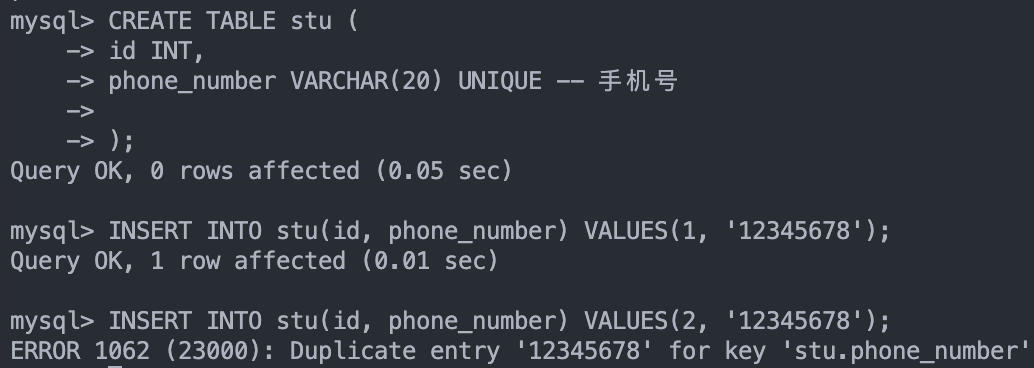 mysql> CREATE TABLE stu (
    -> id INT,
    -> phone_number VARCHAR(20) UNIQUE -- 手机号
    ->
    -> );
Query OK, 0 rows affected (0.05 sec)

mysql> INSERT INTO stu(id, phone_number) VALUES(1, '12345678');
Query OK, 1 row affected (0.01 sec)

mysql> INSERT INTO stu(id, phone_number) VALUES(2, '12345678');
ERROR 1062 (23000): Duplicate entry '12345678' for key 'stu.phone_number'